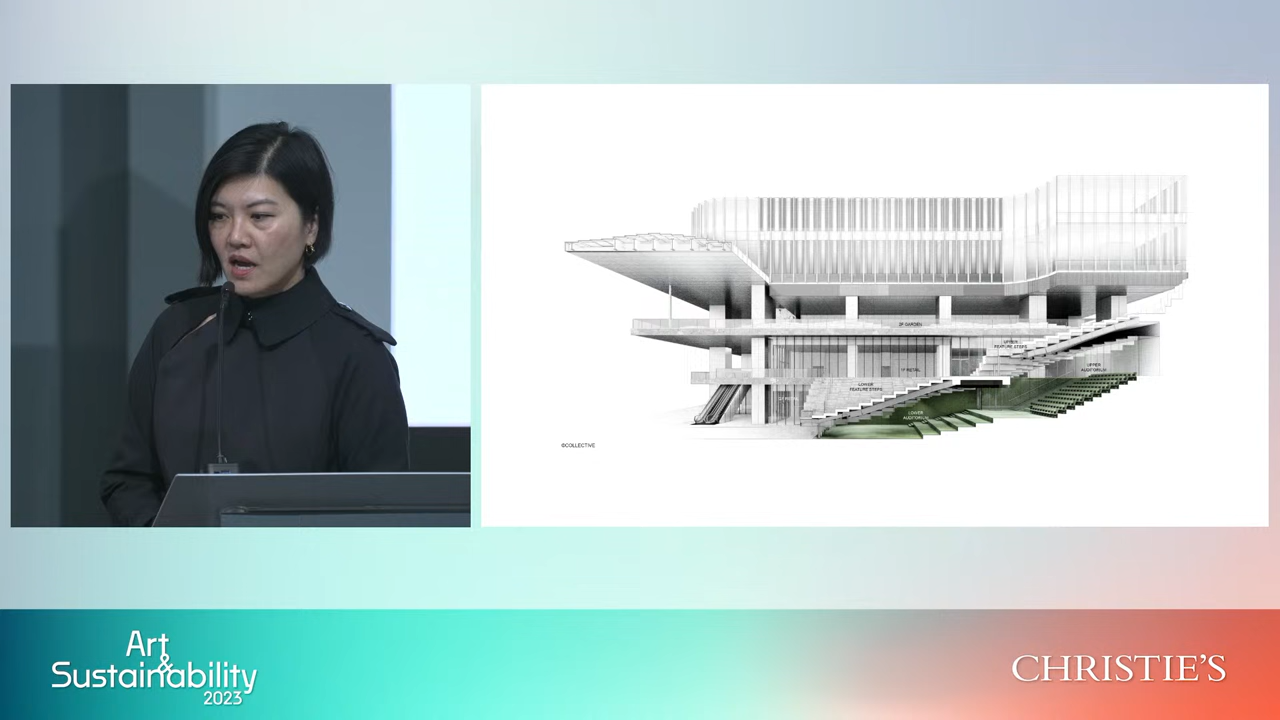 2F GARDEN
UPPER
FEATURE STEPS
UPPER
AUDITORIUM
1F RETAIL
LOWER
FEATURE STEPS
LOWER
AUDITORIUM
©COLLECTIVE
Art
&
Sustainability
2023
CHRISTIE'S